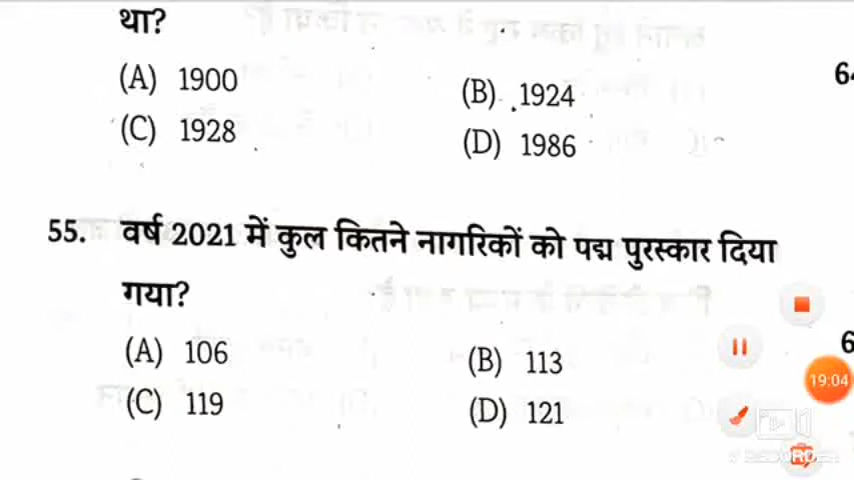 था?
(A) 1900
(B) 1924
(C) 1928
(D) 1986
55. वर्ष 2021 में कुल कितने नागरिकों को पद्म पुरस्कार दिया
गया?
(A) 106
(B) 113
(C) 119
(D) 121
19:04